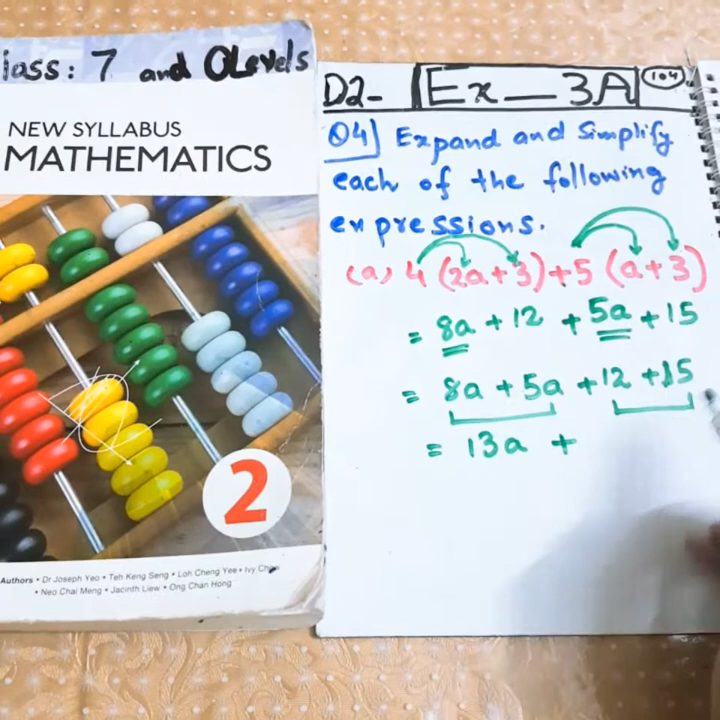 lass: 7 and OLevels
NEW SYLLABUS
MATHEMATICS
2
Authors • Dr Joseph Yeo • Teh Keng Seng • Loh Cheng Yee • Ivy Chow
• Neo Chai Meng • Jacinth Liew • Ong Chan Hong
D2- Ex_3A 104
Q4] Expand and Simplify
each of the following
expressions.
(a) 4 (2a+3)+5 (a+3)
= 8a + 12 + 5a + 15
= 8a + 5a + 12 + 15
= 13a +